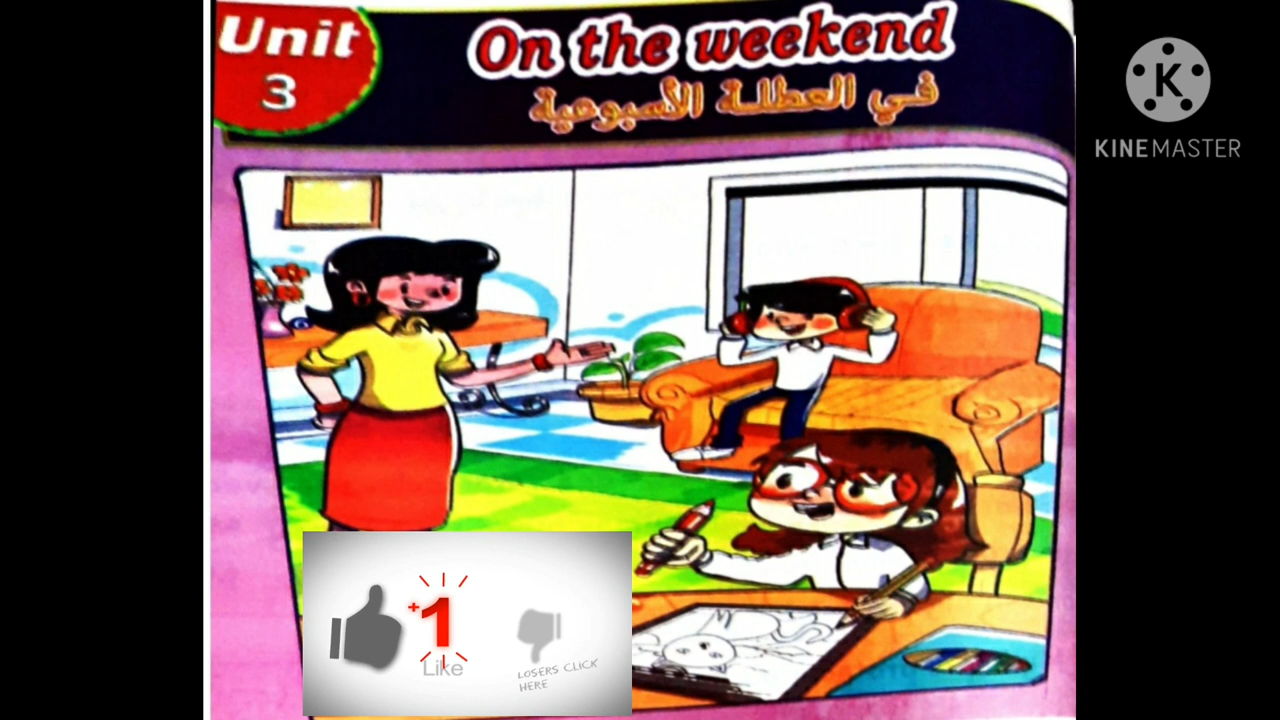 Unit
3
On the weekend
في العطلة الأسبوعية
K
KINEMASTER
+1
Like
LOSERS CLICK
HERE